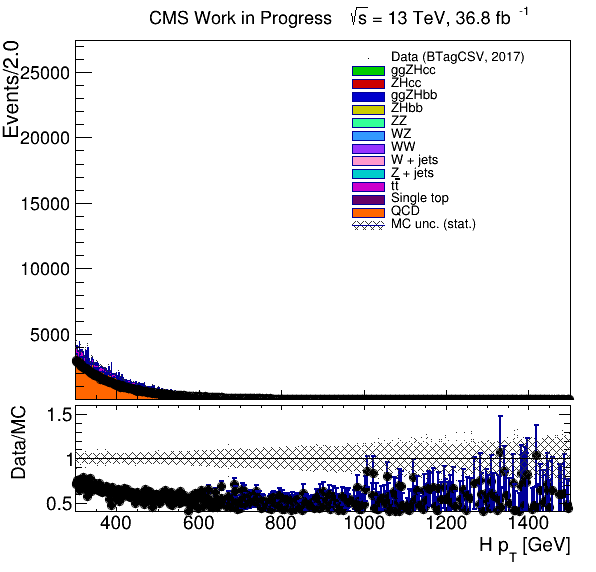 CMS Work in Progress √s = 13 TeV, 36.8 fb -1
Events/2.0
25000
20000
15000
10000
5000
Data (BTagCSV, 2017)
ggZHcc
ZHcc
ggZHbb
ZHbb
ZZ
WZ
WW
W + jets
Z + jets
tt̄
Single top
QCD
MC unc. (stat.)
Data/MC
1.5
1
0.5
400 600 800 1000 1200 1400
H pT [GeV]